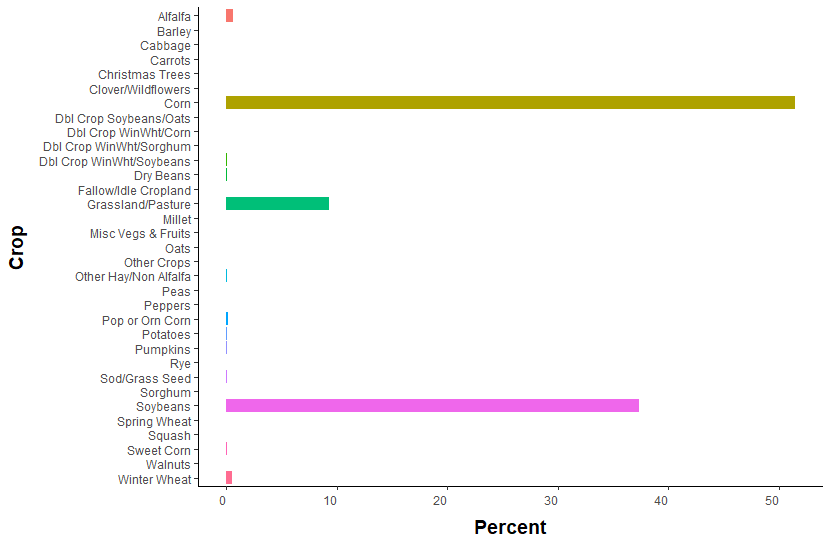 Alfalfa
Barley
Cabbage
Carrots
Christmas Trees
Clover/Wildflowers
Corn
Dbl Crop Soybeans/Oats
Dbl Crop WinWht/Corn
Dbl Crop WinWht/Sorghum
Dbl Crop WinWht/Soybeans
Dry Beans
Fallow/Idle Cropland
Grassland/Pasture
Millet
Misc Vegs & Fruits
Oats
Other Crops
Other Hay/Non Alfalfa
Peas
Peppers
Pop or Orn Corn
Potatoes
Pumpkins
Rye
Sod/Grass Seed
Sorghum
Soybeans
Spring Wheat
Squash
Sweet Corn
Walnuts
Winter Wheat
Crop
0 10 20 30 40 50
Percent